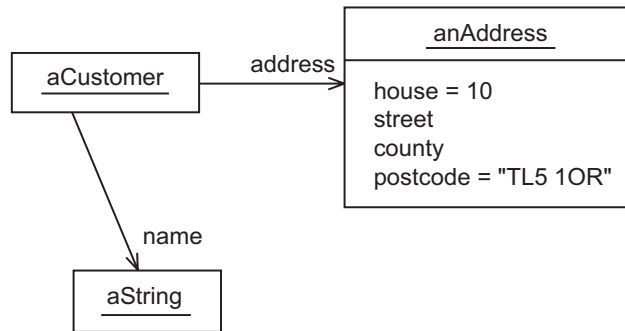 aCustomer
address
anAddress
house = 10
street
county
postcode = "TL5 1OR"
name
aString